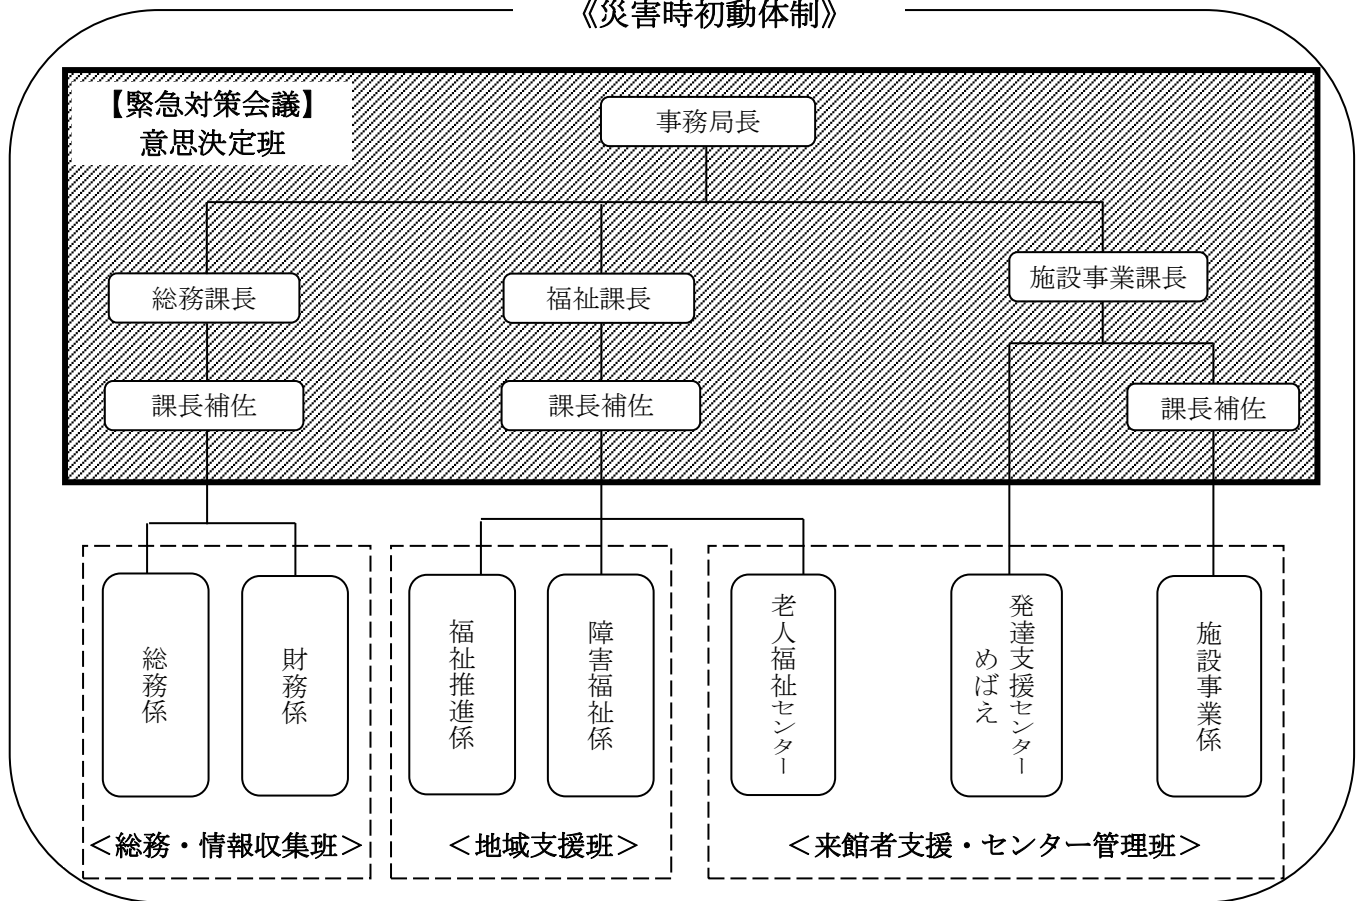 《災害時初動体制》
【緊急対策会議】
意思決定班
事務局長
総務課長
福祉課長
施設事業課長
課長補佐
課長補佐
課長補佐
総務係
財務係
福祉推進係
障害福祉係
老人福祉センター
発達支援センター
めばえ
施設事業係
＜総務・情報収集班＞
＜地域支援班＞
＜来館者支援・センター管理班＞